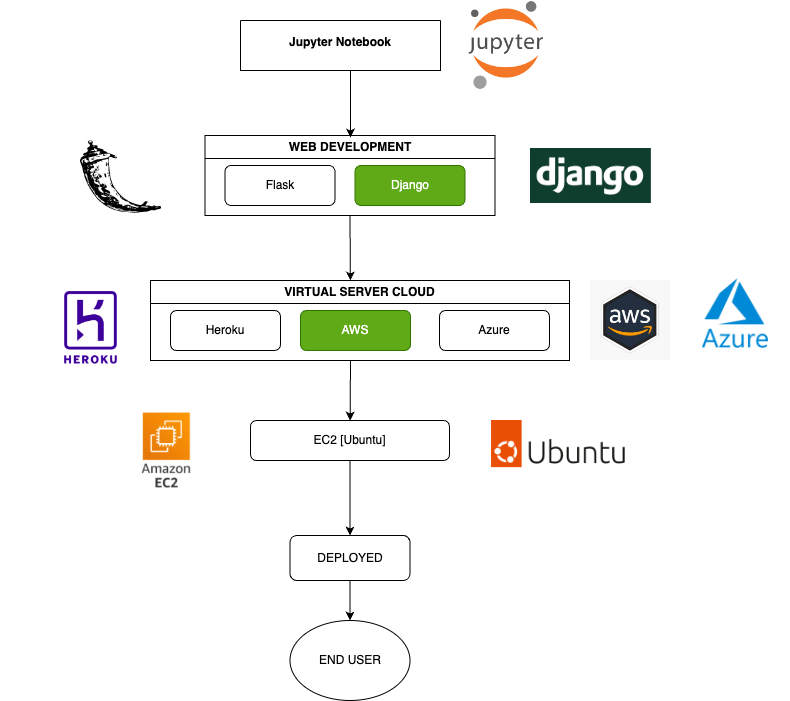 Jupyter Notebook
jupyter
WEB DEVELOPMENT
Flask
Django
django
VIRTUAL SERVER CLOUD
Heroku
AWS
Azure
HEROKU
aws
Azure
EC2 [Ubuntu]
Amazon
EC2
Ubuntu
DEPLOYED
END USER